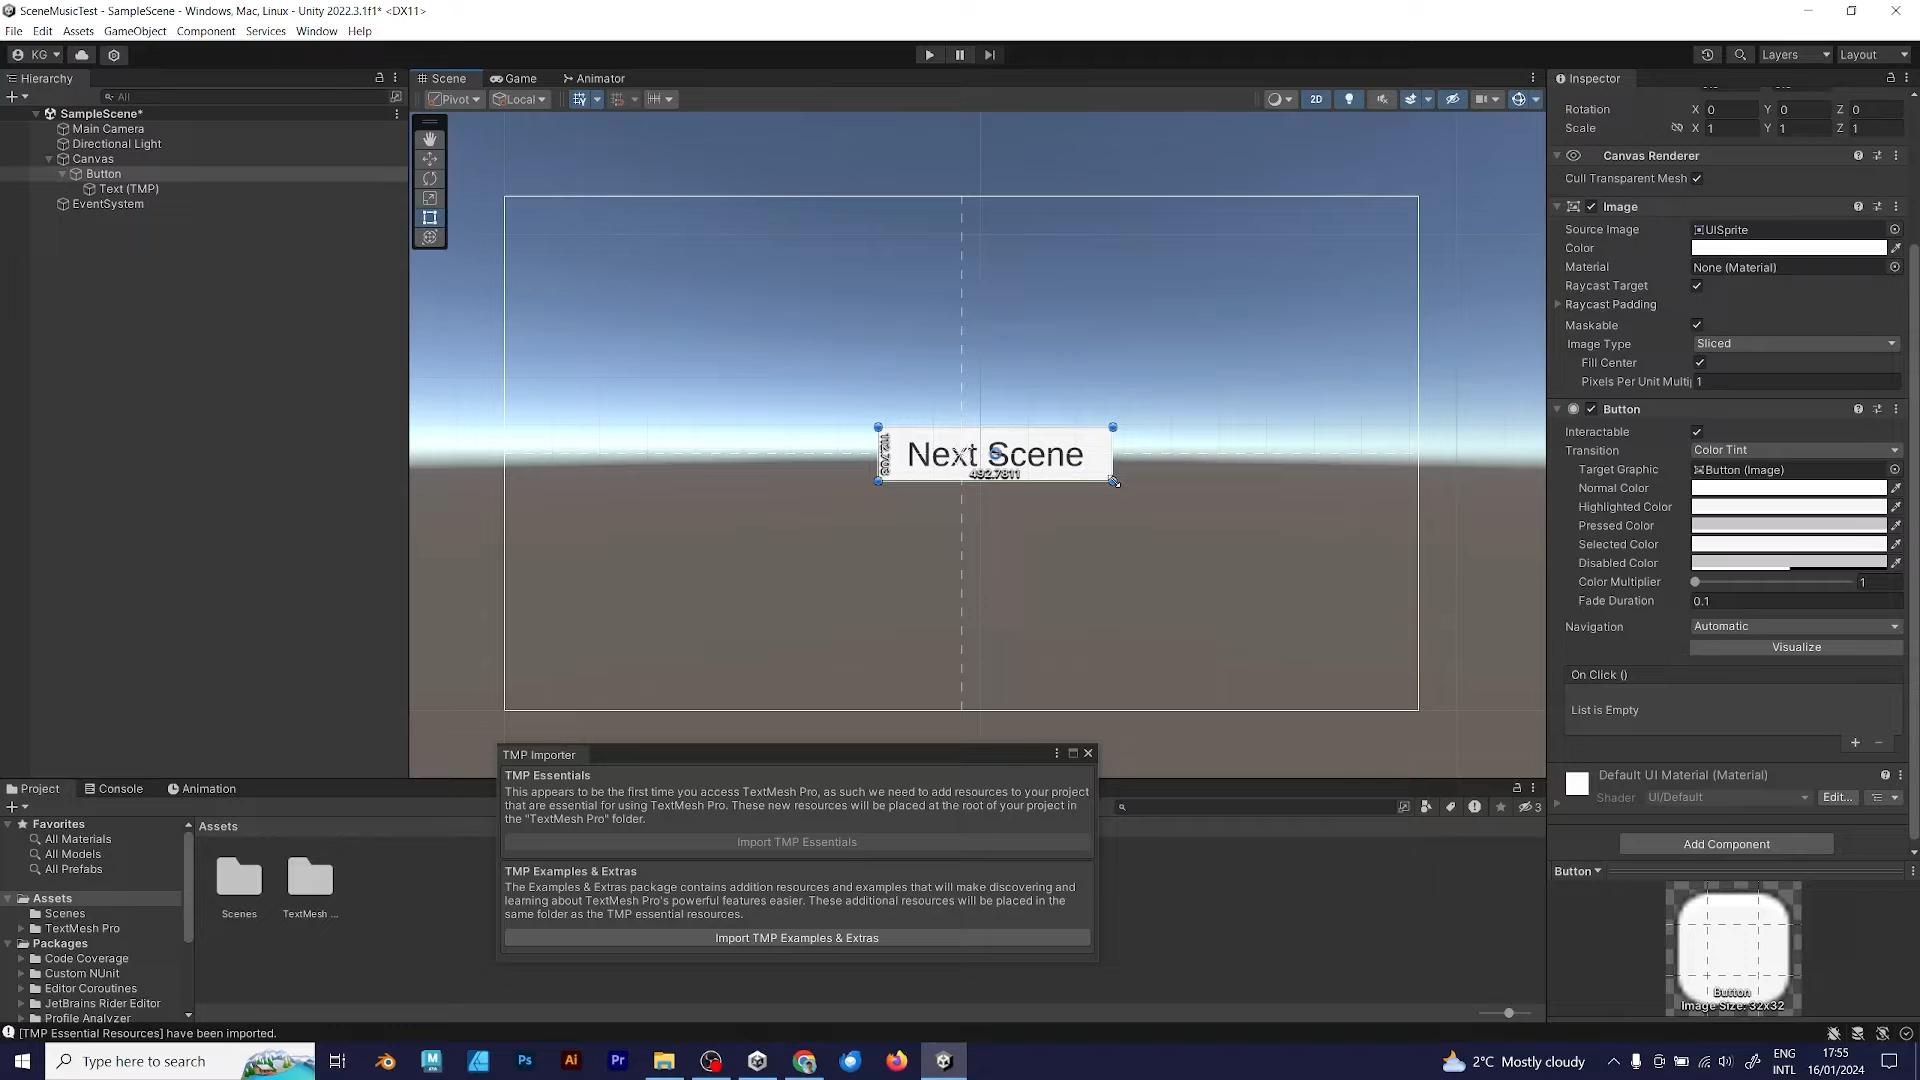 SceneMusicTest - SampleScene - Windows, Mac, Linux - Unity 2022.3.1f1* <DX11>
File Edit Assets GameObject Component Services Window Help
KG
Layers
Layout
Hierarchy
All
SampleScene*
Main Camera
Directional Light
Canvas
Button
Text (TMP)
EventSystem
Scene Game Animator
Pivot Local
2D
Next Scene
112.703
492.7811
Inspector
Rotation X 0 Y 0 Z 0
Scale X 1 Y 1 Z 1
Canvas Renderer
Cull Transparent Mesh
Image
Source Image UISprite
Color
Material None (Material)
Raycast Target
Raycast Padding
Maskable
Image Type Sliced
Fill Center
Pixels Per Unit Multi 1
Button
Interactable
Transition Color Tint
Target Graphic Button (Image)
Normal Color
Highlighted Color
Pressed Color
Selected Color
Disabled Color
Color Multiplier 1
Fade Duration 0.1
Navigation Automatic
Visualize
On Click ()
List is Empty
Default UI Material (Material)
Shader UI/Default Edit...
Add Component
Button
Button
Image Size: 32x32
TMP Importer
TMP Essentials
This appears to be the first time you access TextMesh Pro, as such we need to add resources to your project
that are essential for using TextMesh Pro. These new resources will be placed at the root of your project in
the "TextMesh Pro" folder.
Import TMP Essentials
TMP Examples & Extras
The Examples & Extras package contains addition resources and examples that will make discovering and
learning about TextMesh Pro's powerful features easier. These additional resources will be placed in the
same folder as the TMP essential resources.
Import TMP Examples & Extras
Project Console Animation
3
Favorites
All Materials
All Models
All Prefabs
Assets
Scenes
TextMesh Pro
Packages
Code Coverage
Custom NUnit
Editor Coroutines
JetBrains Rider Editor
Profile Analyzer
Assets
Scenes
TextMesh ...
[TMP Essential Resources] have been imported.
Type here to search
Ps
Ai
Pr
2°C Mostly cloudy
ENG
INTL
17:55
16/01/2024